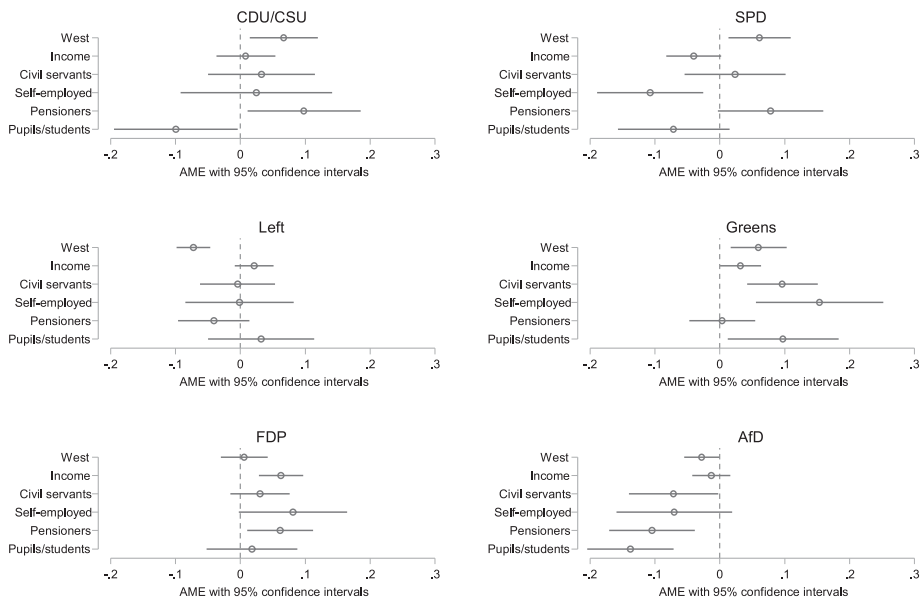 CDU/CSU
West
Income
Civil servants
Self-employed
Pensioners
Pupils/students
-.2 -.1 0 .1 .2 .3
AME with 95% confidence intervals
SPD
West
Income
Civil servants
Self-employed
Pensioners
Pupils/students
-.2 -.1 0 .1 .2 .3
AME with 95% confidence intervals
Left
West
Income
Civil servants
Self-employed
Pensioners
Pupils/students
-.2 -.1 0 .1 .2 .3
AME with 95% confidence intervals
Greens
West
Income
Civil servants
Self-employed
Pensioners
Pupils/students
-.2 -.1 0 .1 .2 .3
AME with 95% confidence intervals
FDP
West
Income
Civil servants
Self-employed
Pensioners
Pupils/students
-.2 -.1 0 .1 .2 .3
AME with 95% confidence intervals
AfD
West
Income
Civil servants
Self-employed
Pensioners
Pupils/students
-.2 -.1 0 .1 .2 .3
AME with 95% confidence intervals